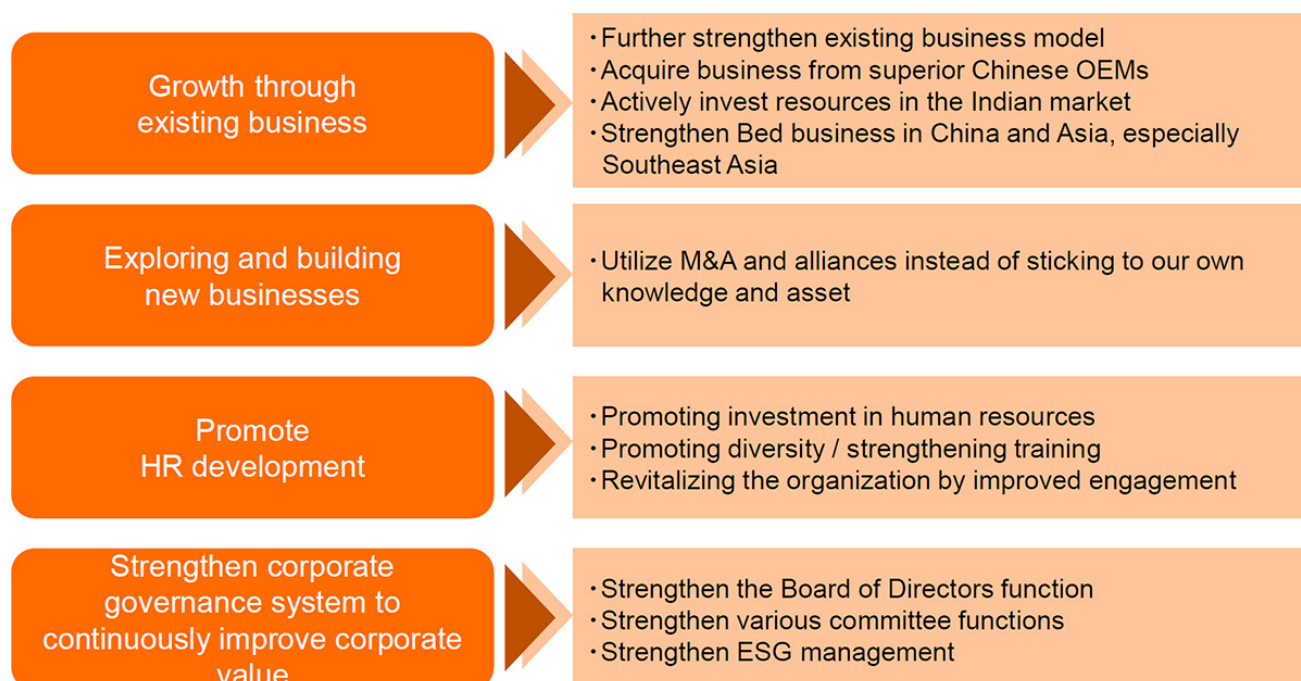 Growth through
existing business
・Further strengthen existing business model
・Acquire business from superior Chinese OEMs
・Actively invest resources in the Indian market
・Strengthen Bed business in China and Asia, especially
Southeast Asia
Exploring and building
new businesses
・Utilize M&A and alliances instead of sticking to our own
knowledge and asset
Promote
HR development
・Promoting investment in human resources
・Promoting diversity / strengthening training
・Revitalizing the organization by improved engagement
Strengthen corporate
governance system to
continuously improve corporate
value
・Strengthen the Board of Directors function
・Strengthen various committee functions
・Strengthen ESG management